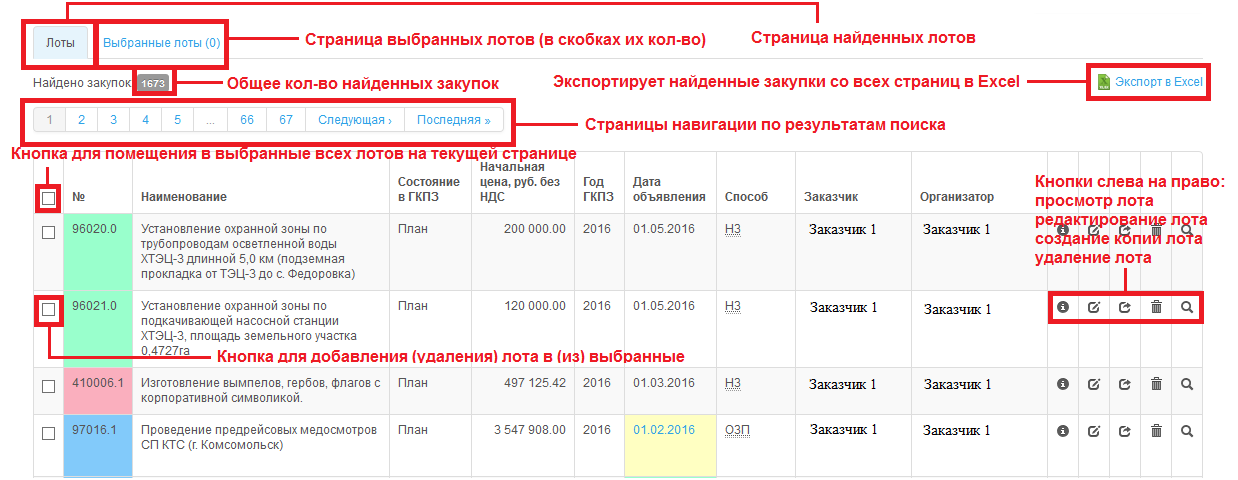 Лоты
Выбранные лоты (0)
Страница выбранных лотов (в скобках их кол-во)
Страница найденных лотов
Найдено закупок 1673
Общее кол-во найденных закупок
Экспортирует найденные закупки со всех страниц в Excel
Экспорт в Excel
1 2 3 4 5 ... 66 67 Следующая › Последняя »
Страницы навигации по результатам поиска
Кнопка для помещения в выбранные всех лотов на текущей странице
№
Наименование
Состояние
в ГКПЗ
Начальная
цена, руб. без
НДС
Год
ГКПЗ
Дата
объявления
Способ
Заказчик
Организатор
Кнопки слева на право:
просмотр лота
редактирование лота
создание копии лота
удаление лота
96020.0
Установление охранной зоны по
трубопроводам осветленной воды
ХТЭЦ-3 длинной 5,0 км (подземная
прокладка от ТЭЦ-3 до с. Федоровка)
План
200 000.00
2016
01.05.2016
НЗ
Заказчик 1
Заказчик 1
96021.0
Установление охранной зоны по
подкачивающей насосной станции
ХТЭЦ-3, площадь земельного участка
0,4727га
План
120 000.00
2016
01.05.2016
НЗ
Заказчик 1
Заказчик 1
Кнопка для добавления (удаления) лота в (из) выбранные
410006.1
Изготовление вымпелов, гербов, флагов с
корпоративной символикой.
План
497 125.42
2016
01.03.2016
НЗ
Заказчик 1
Заказчик 1
97016.1
Проведение предрейсовых медосмотров
СП КТС (г. Комсомольск)
План
3 547 908.00
2016
01.02.2016
ОЗП
Заказчик 1
Заказчик 1